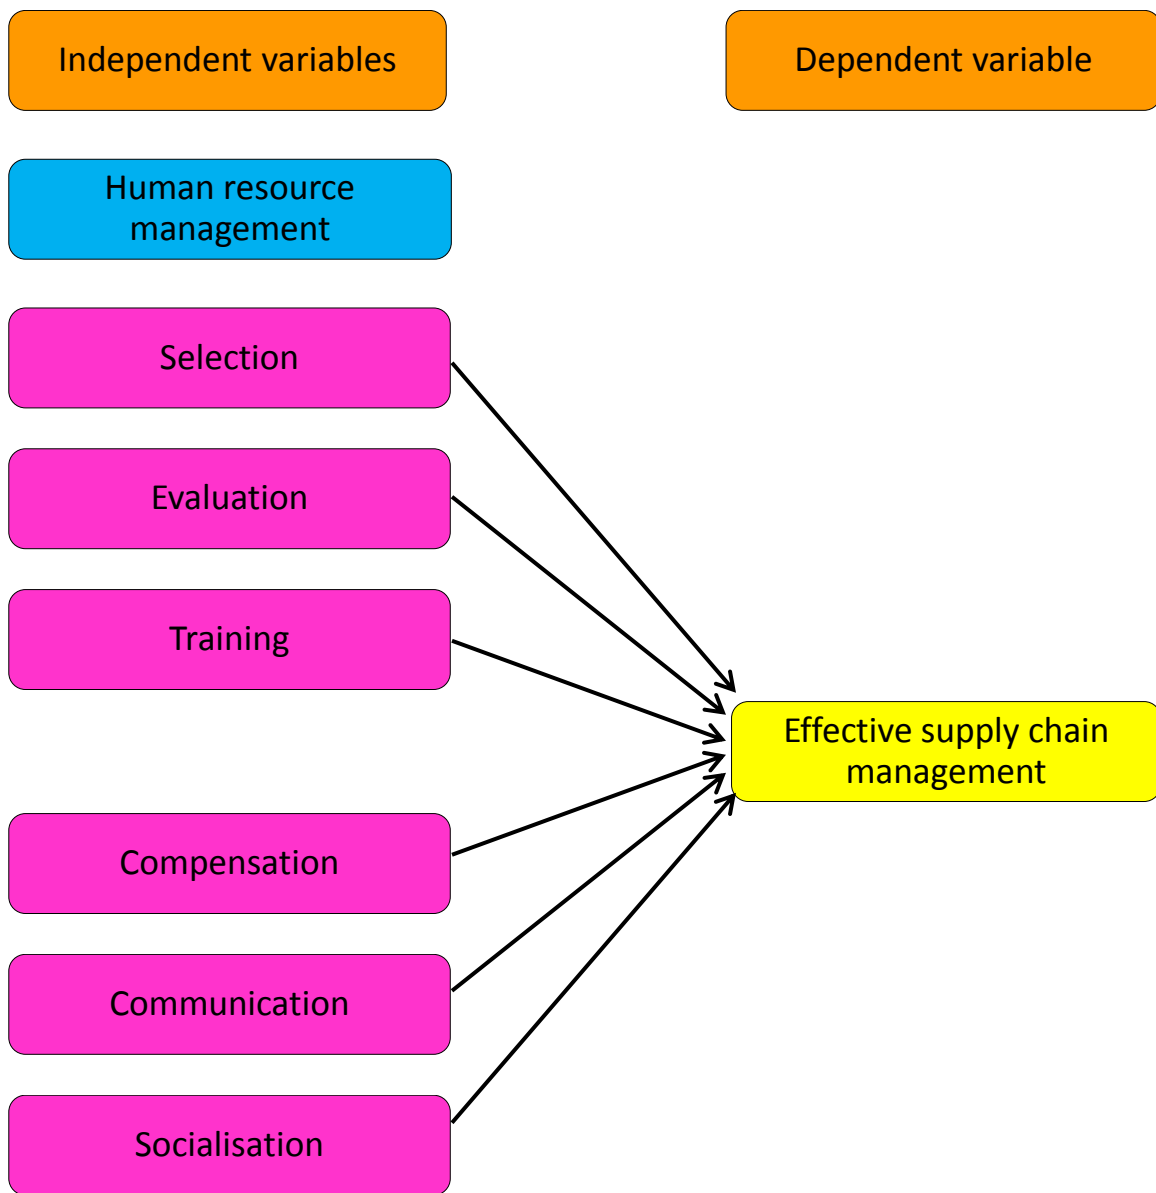 Independent variables
Dependent variable
Human resource
management
Selection
Evaluation
Training
Effective supply chain
management
Compensation
Communication
Socialisation